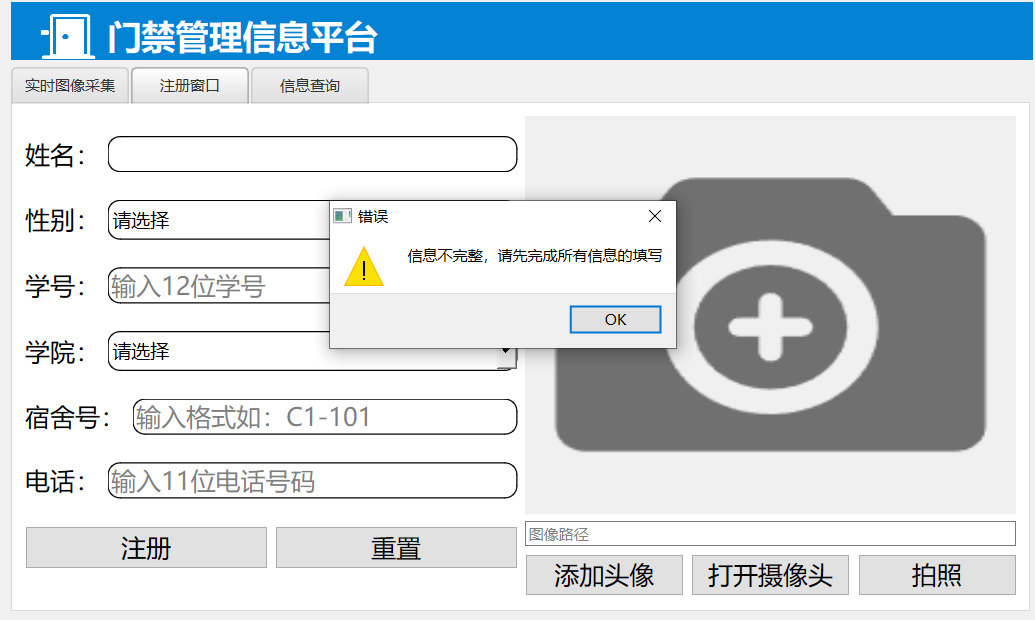 门禁管理信息平台
实时图像采集
注册窗口
信息查询
姓名：
性别：
请选择
学号：
输入12位学号
学院：
请选择
宿舍号：
输入格式如：C1-101
电话：
输入11位电话号码
注册
重置
错误
信息不完整，请先完成所有信息的填写
OK
图像路径
添加头像
打开摄像头
拍照